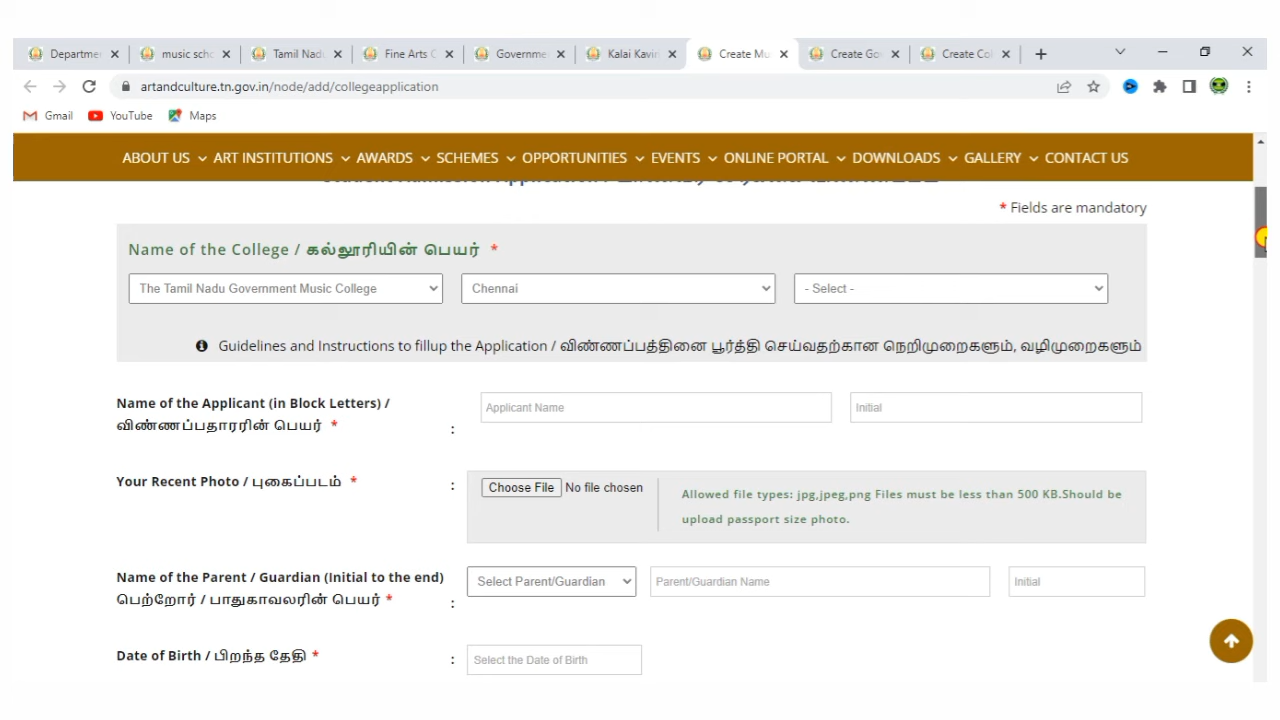 Departme
music scho
Tamil Nadu
Fine Arts C
Governme
Kalai Kavin
Create Mu
Create Gov
Create Col
artandculture.tn.gov.in/node/add/collegeapplication
Gmail YouTube Maps
ABOUT US ART INSTITUTIONS AWARDS SCHEMES OPPORTUNITIES EVENTS ONLINE PORTAL DOWNLOADS GALLERY CONTACT US
Student Admission Application /
* Fields are mandatory
Name of the College / கல்லூரியின் பெயர் *
The Tamil Nadu Government Music College Chennai - Select -
Guidelines and Instructions to fillup the Application / விண்ணப்பத்தினை பூர்த்தி செய்வதற்கான நெறிமுறைகளும், வழிமுறைகளும்
Name of the Applicant (in Block Letters) /
விண்ணப்பதாரரின் பெயர் * :
Applicant Name Initial
Your Recent Photo / புகைப்படம் * :
Choose File No file chosen
Allowed file types: jpg,jpeg,png Files must be less than 500 KB.Should be
upload passport size photo.
Name of the Parent / Guardian (Initial to the end)
பெற்றோர் / பாதுகாவலரின் பெயர் * :
Select Parent/Guardian Parent/Guardian Name Initial
Date of Birth / பிறந்த தேதி * : Select the Date of Birth